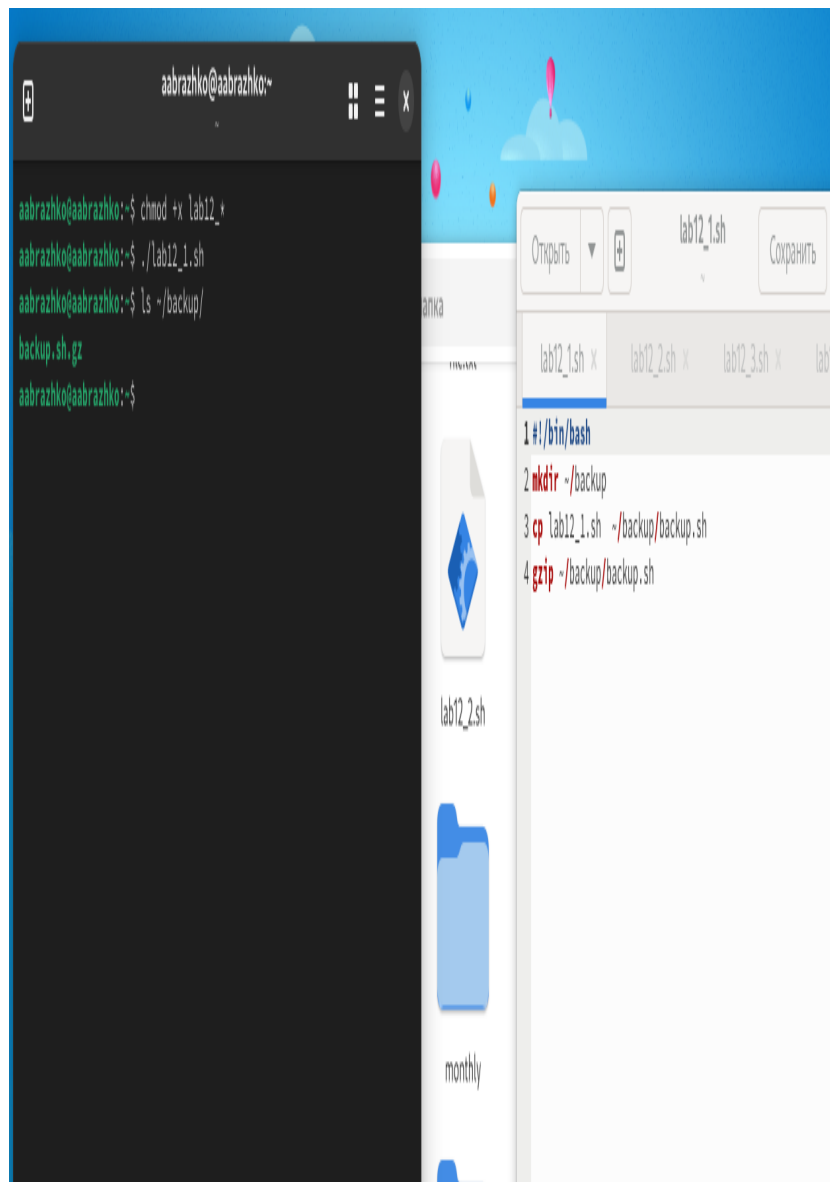 aabrazhko@aabrazhko:~
~
aabrazhko@aabrazhko:~$ chmod +x lab12_*
aabrazhko@aabrazhko:~$ ./lab12_1.sh
aabrazhko@aabrazhko:~$ ls ~/backup/
backup.sh.gz
aabrazhko@aabrazhko:~$
апка
lab12_2.sh
monthly
Открыть
lab12_1.sh
~
Сохранить
lab12_1.sh
lab12_2.sh
lab12_3.sh
lab
1 #!/bin/bash
2 mkdir ~/backup
3 cp lab12_1.sh ~/backup/backup.sh
4 gzip ~/backup/backup.sh